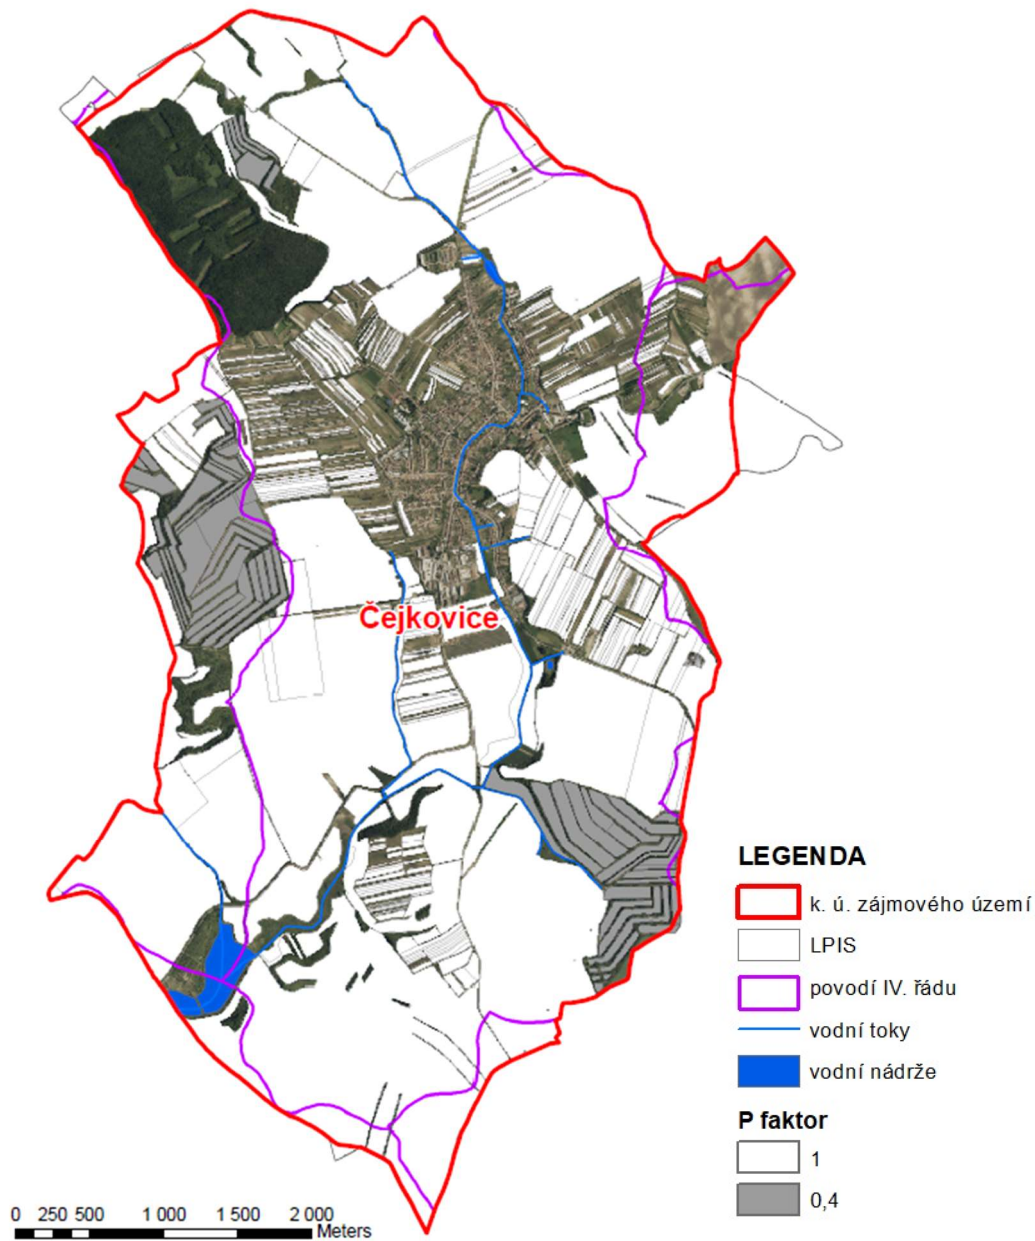 Čejkovice
LEGENDA
k. ú. zájmového území
LPIS
povodí IV. řádu
vodní toky
vodní nádrže
P faktor
1
0,4
0 250 500 1 000 1 500 2 000
Meters